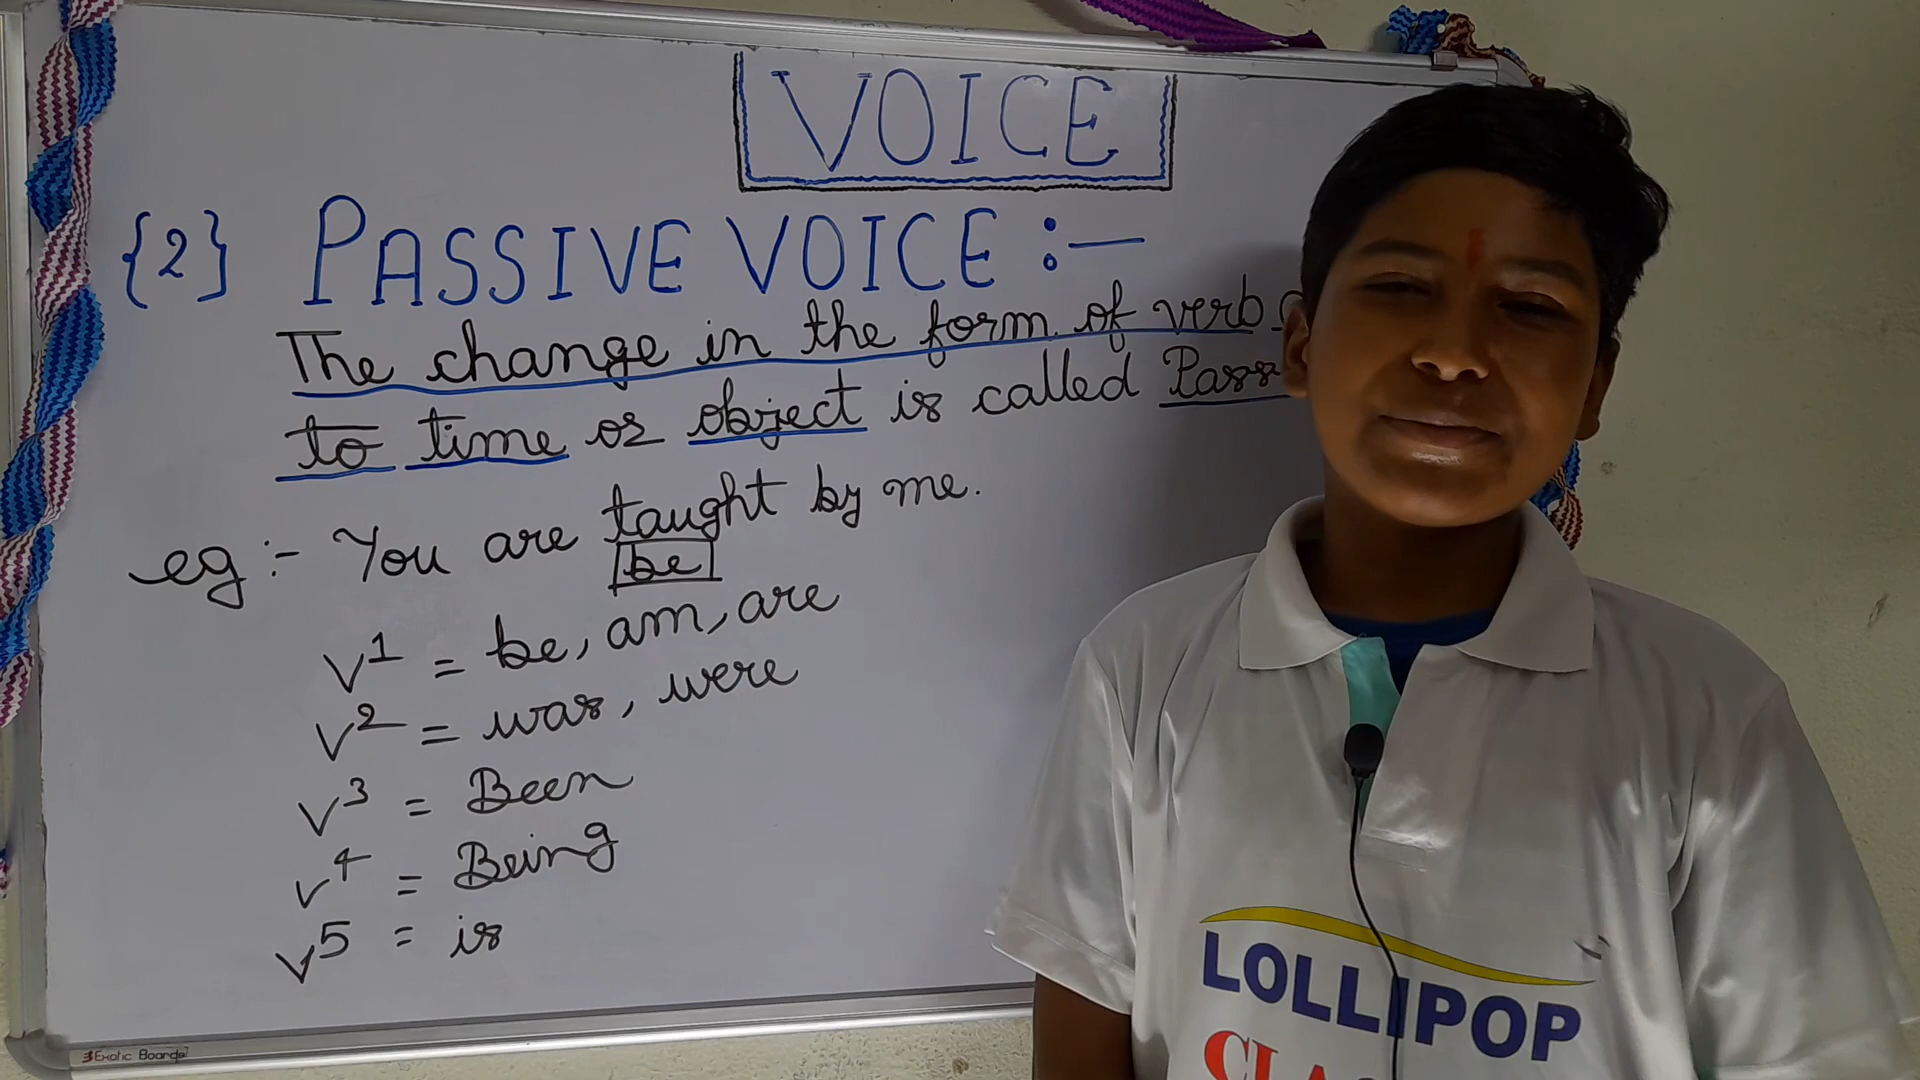 VOICE
{2} PASSIVE VOICE :-
The change in the form of verb
to time or object is called Pass
eg :- You are taught by me.
be
V1 = be, am, are
V2 = was, were
V3 = Been
V4 = Being
V5 = is
Exotic Boards
LOLLIPOP
CLA